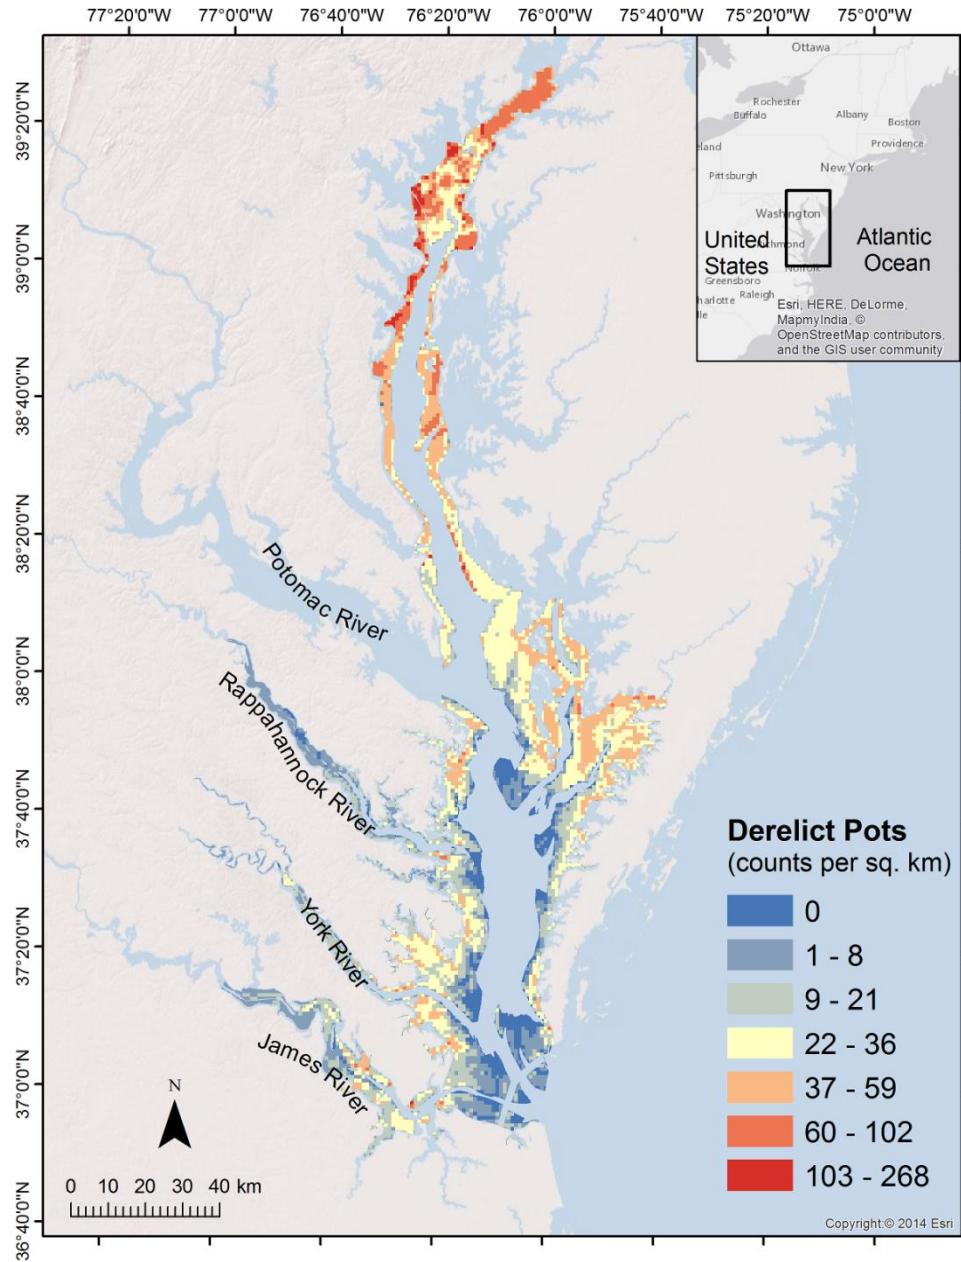 77°20'0"W 77°0'0"W 76°40'0"W 76°20'0"W 76°0'0"W 75°40'0"W 75°20'0"W 75°0'0"W
39°20'0"N
39°0'0"N
38°40'0"N
38°20'0"N
38°0'0"N
37°40'0"N
37°20'0"N
37°0'0"N
36°40'0"N
Ottawa
Rochester
Buffalo
Albany
Boston
eland
Providence
Pittsburgh
New York
Washington
United
States
Atlantic
Ocean
Norfolk
Greensboro
harlotte
Raleigh
lle
Esri, HERE, DeLorme,
MapmyIndia, ©
OpenStreetMap contributors,
and the GIS user community
Potomac River
Rappahannock River
York River
James River
N
0 10 20 30 40 km
Derelict Pots
(counts per sq. km)
0
1 - 8
9 - 21
22 - 36
37 - 59
60 - 102
103 - 268
Copyright:© 2014 Esri